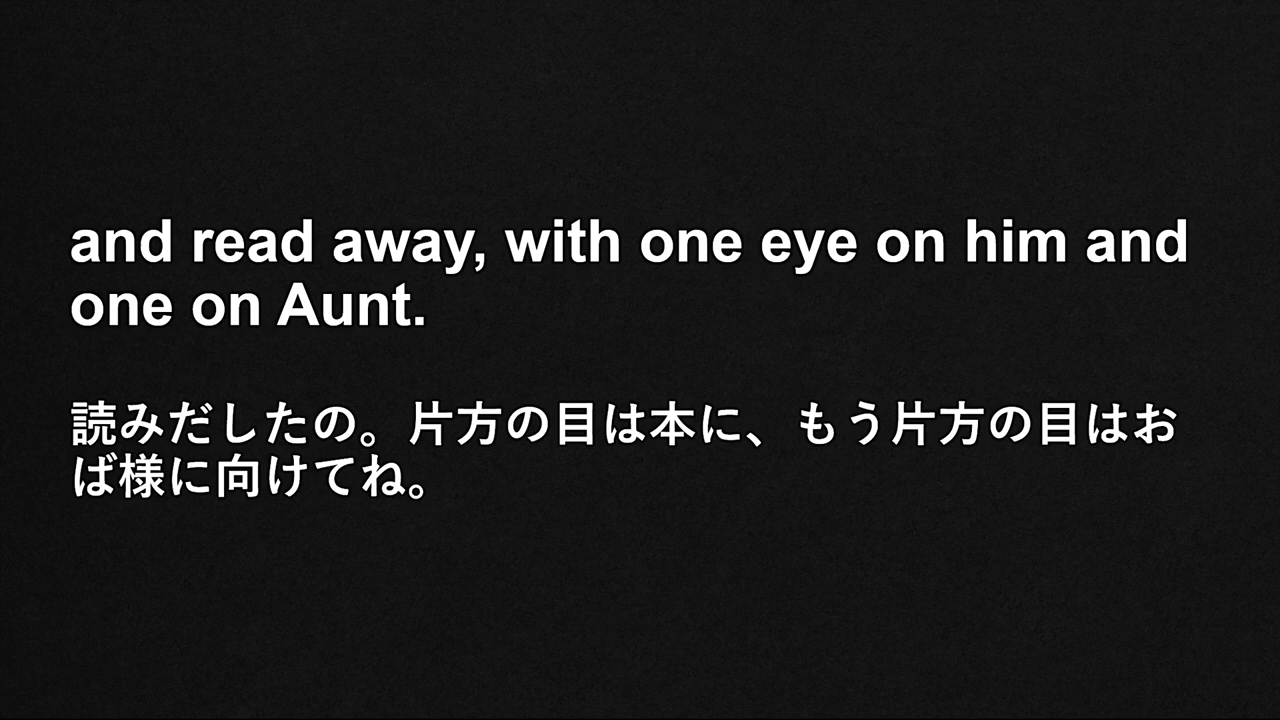 and read away, with one eye on him and
one on Aunt.
読みだしたの。片方の目は本に、もう片方の目はお
ば様に向けてね。